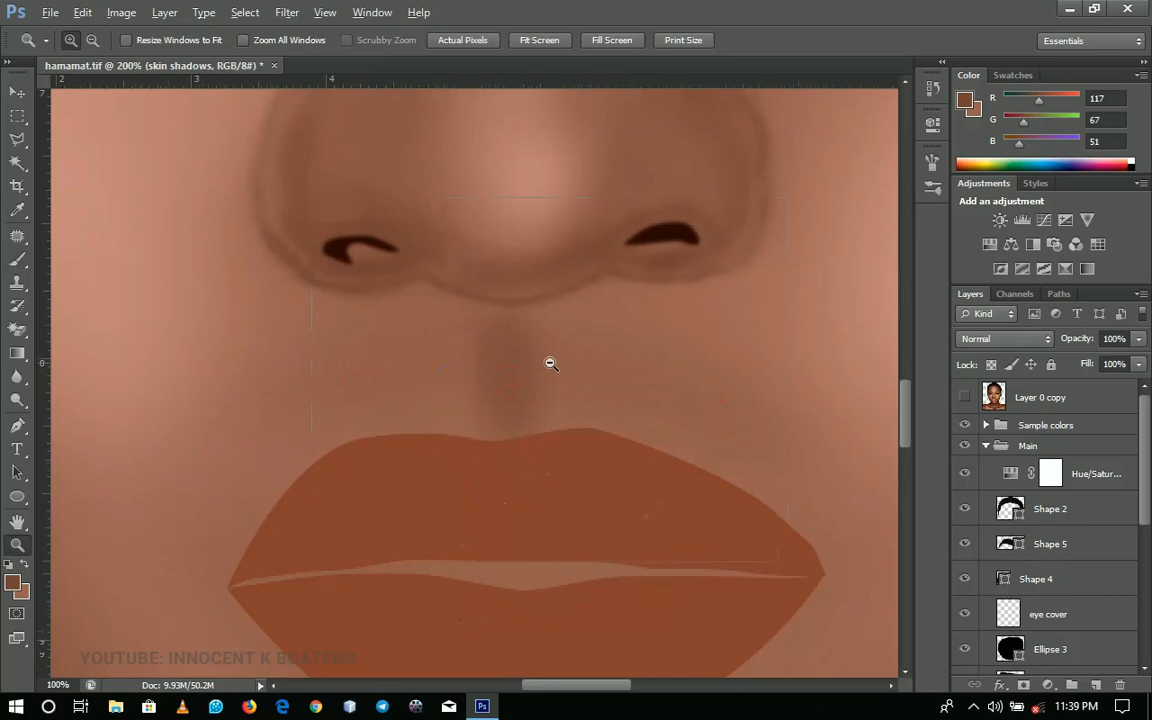 Ps File Edit Image Layer Type Select Filter View Window Help
Resize Windows to Fit Zoom All Windows Scrubby Zoom Actual Pixels Fit Screen Fill Screen Print Size Essentials
hamamat.tif @ 200% (skin shadows, RGB/8#) * ×
2 3 4
7
Color Swatches
R 117
G 67
B 51
Adjustments Styles
Add an adjustment
Layers Channels Paths
Kind
Normal Opacity: 100%
Lock: Fill: 100%
Layer 0 copy
Sample colors
Main
Hue/Satur...
Shape 2
Shape 5
Shape 4
eye cover
Ellipse 3
YOUTUBE: INNOCENT K BOATENG
100% Doc: 9.93M/50.2M
11:39 PM